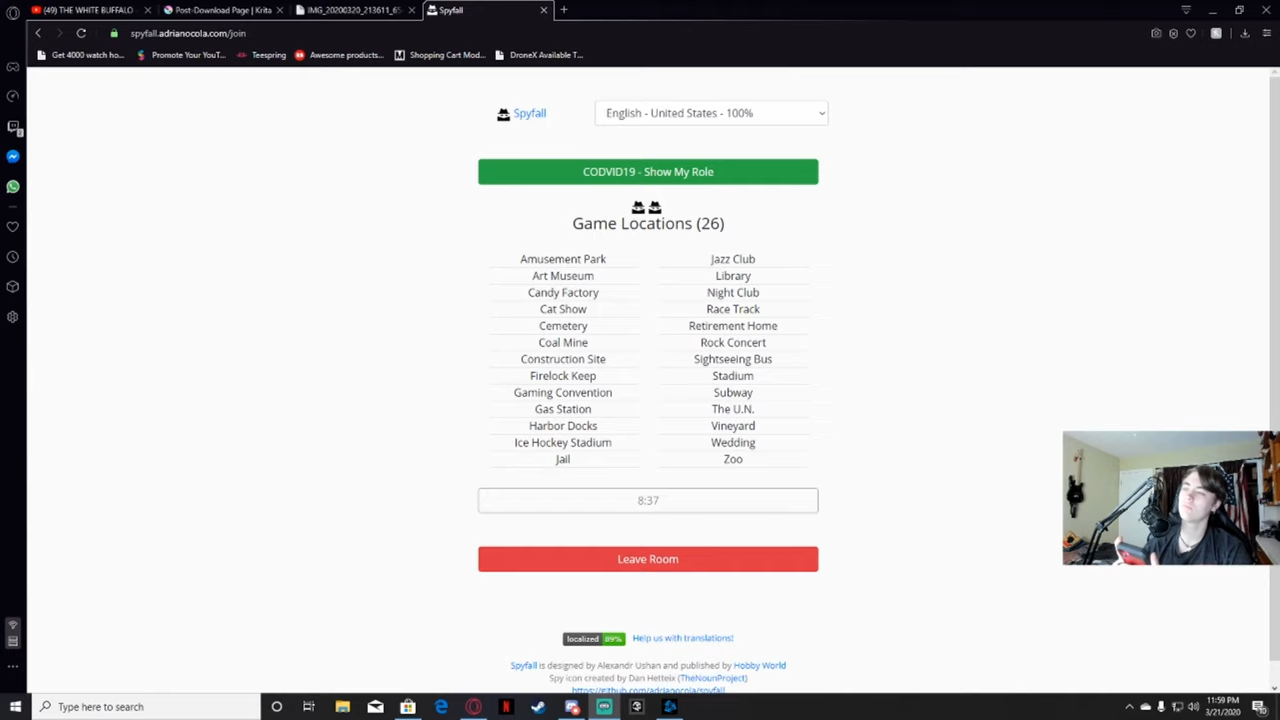 (49) THE WHITE BUFFALO
Post-Download Page | Krita
IMG_20200320_213611_65
Spyfall
spyfall.adrianocola.com/join
Get 4000 watch ho...
Promote Your YouT...
Teespring
Awesome products...
Shopping Cart Mod...
DroneX Available T...
Spyfall
English - United States - 100%
CODVID19 - Show My Role
Game Locations (26)
Amusement Park
Jazz Club
Art Museum
Library
Candy Factory
Night Club
Cat Show
Race Track
Cemetery
Retirement Home
Coal Mine
Rock Concert
Construction Site
Sightseeing Bus
Firelock Keep
Stadium
Gaming Convention
Subway
Gas Station
The U.N.
Harbor Docks
Vineyard
Ice Hockey Stadium
Wedding
Jail
Zoo
8:37
Leave Room
localized 89%
Help us with translations!
Spyfall is designed by Alexandr Ushan and published by Hobby World
Spy icon created by Dan Hetteix (TheNounProject)
https://github.com/adrianocola/spyfall
Type here to search
11:59 PM
3/21/2020